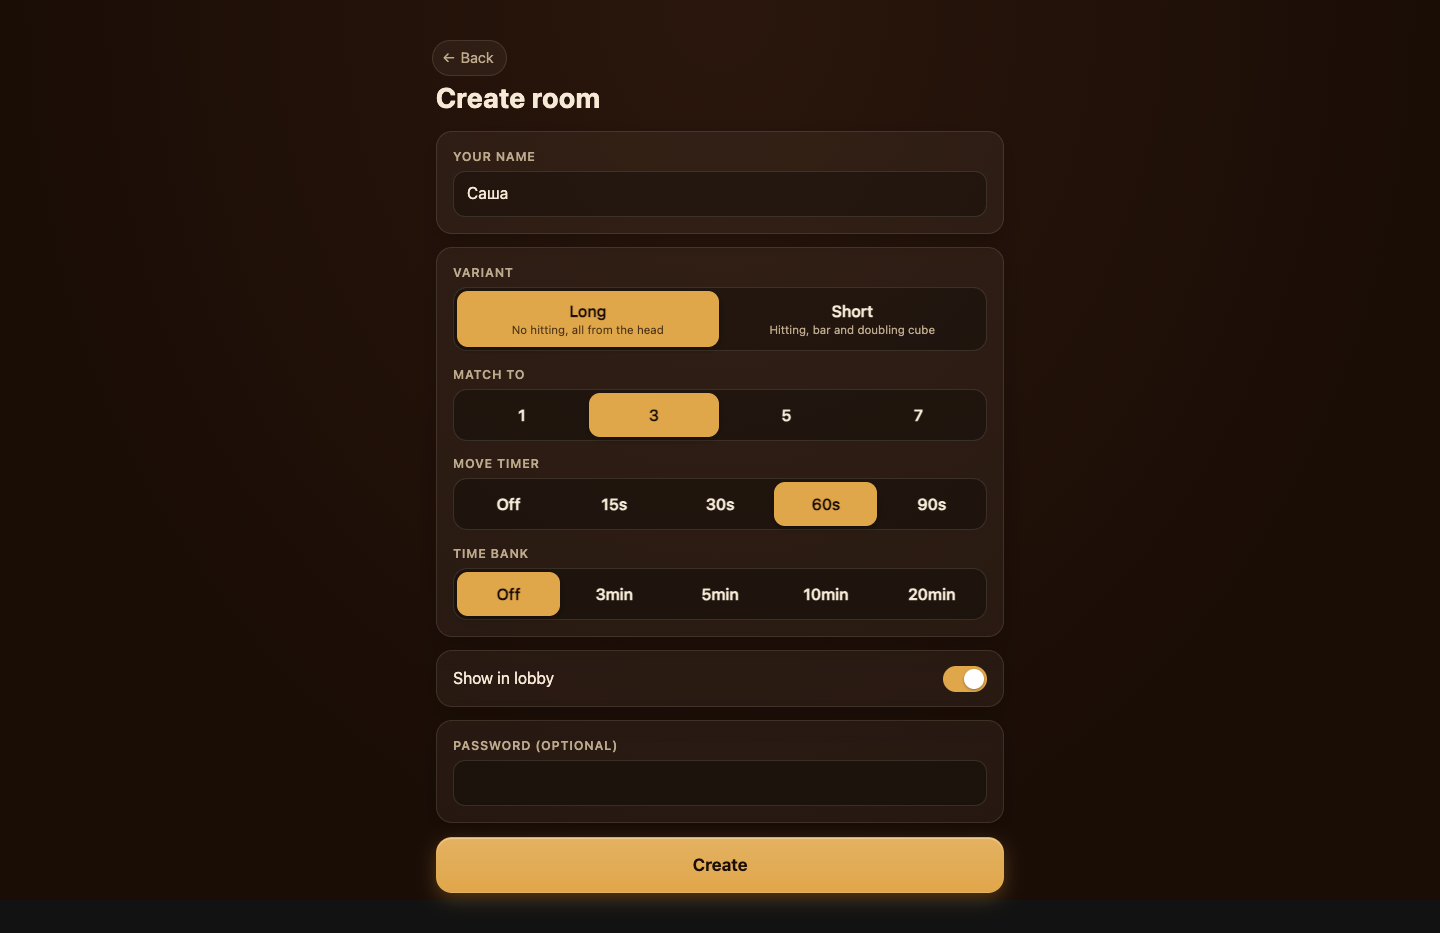 ← Back
Create room
YOUR NAME
Саша
VARIANT
Long
No hitting, all from the head
Short
Hitting, bar and doubling cube
MATCH TO
1 3 5 7
MOVE TIMER
Off 15s 30s 60s 90s
TIME BANK
Off 3min 5min 10min 20min
Show in lobby
PASSWORD (OPTIONAL)
Create